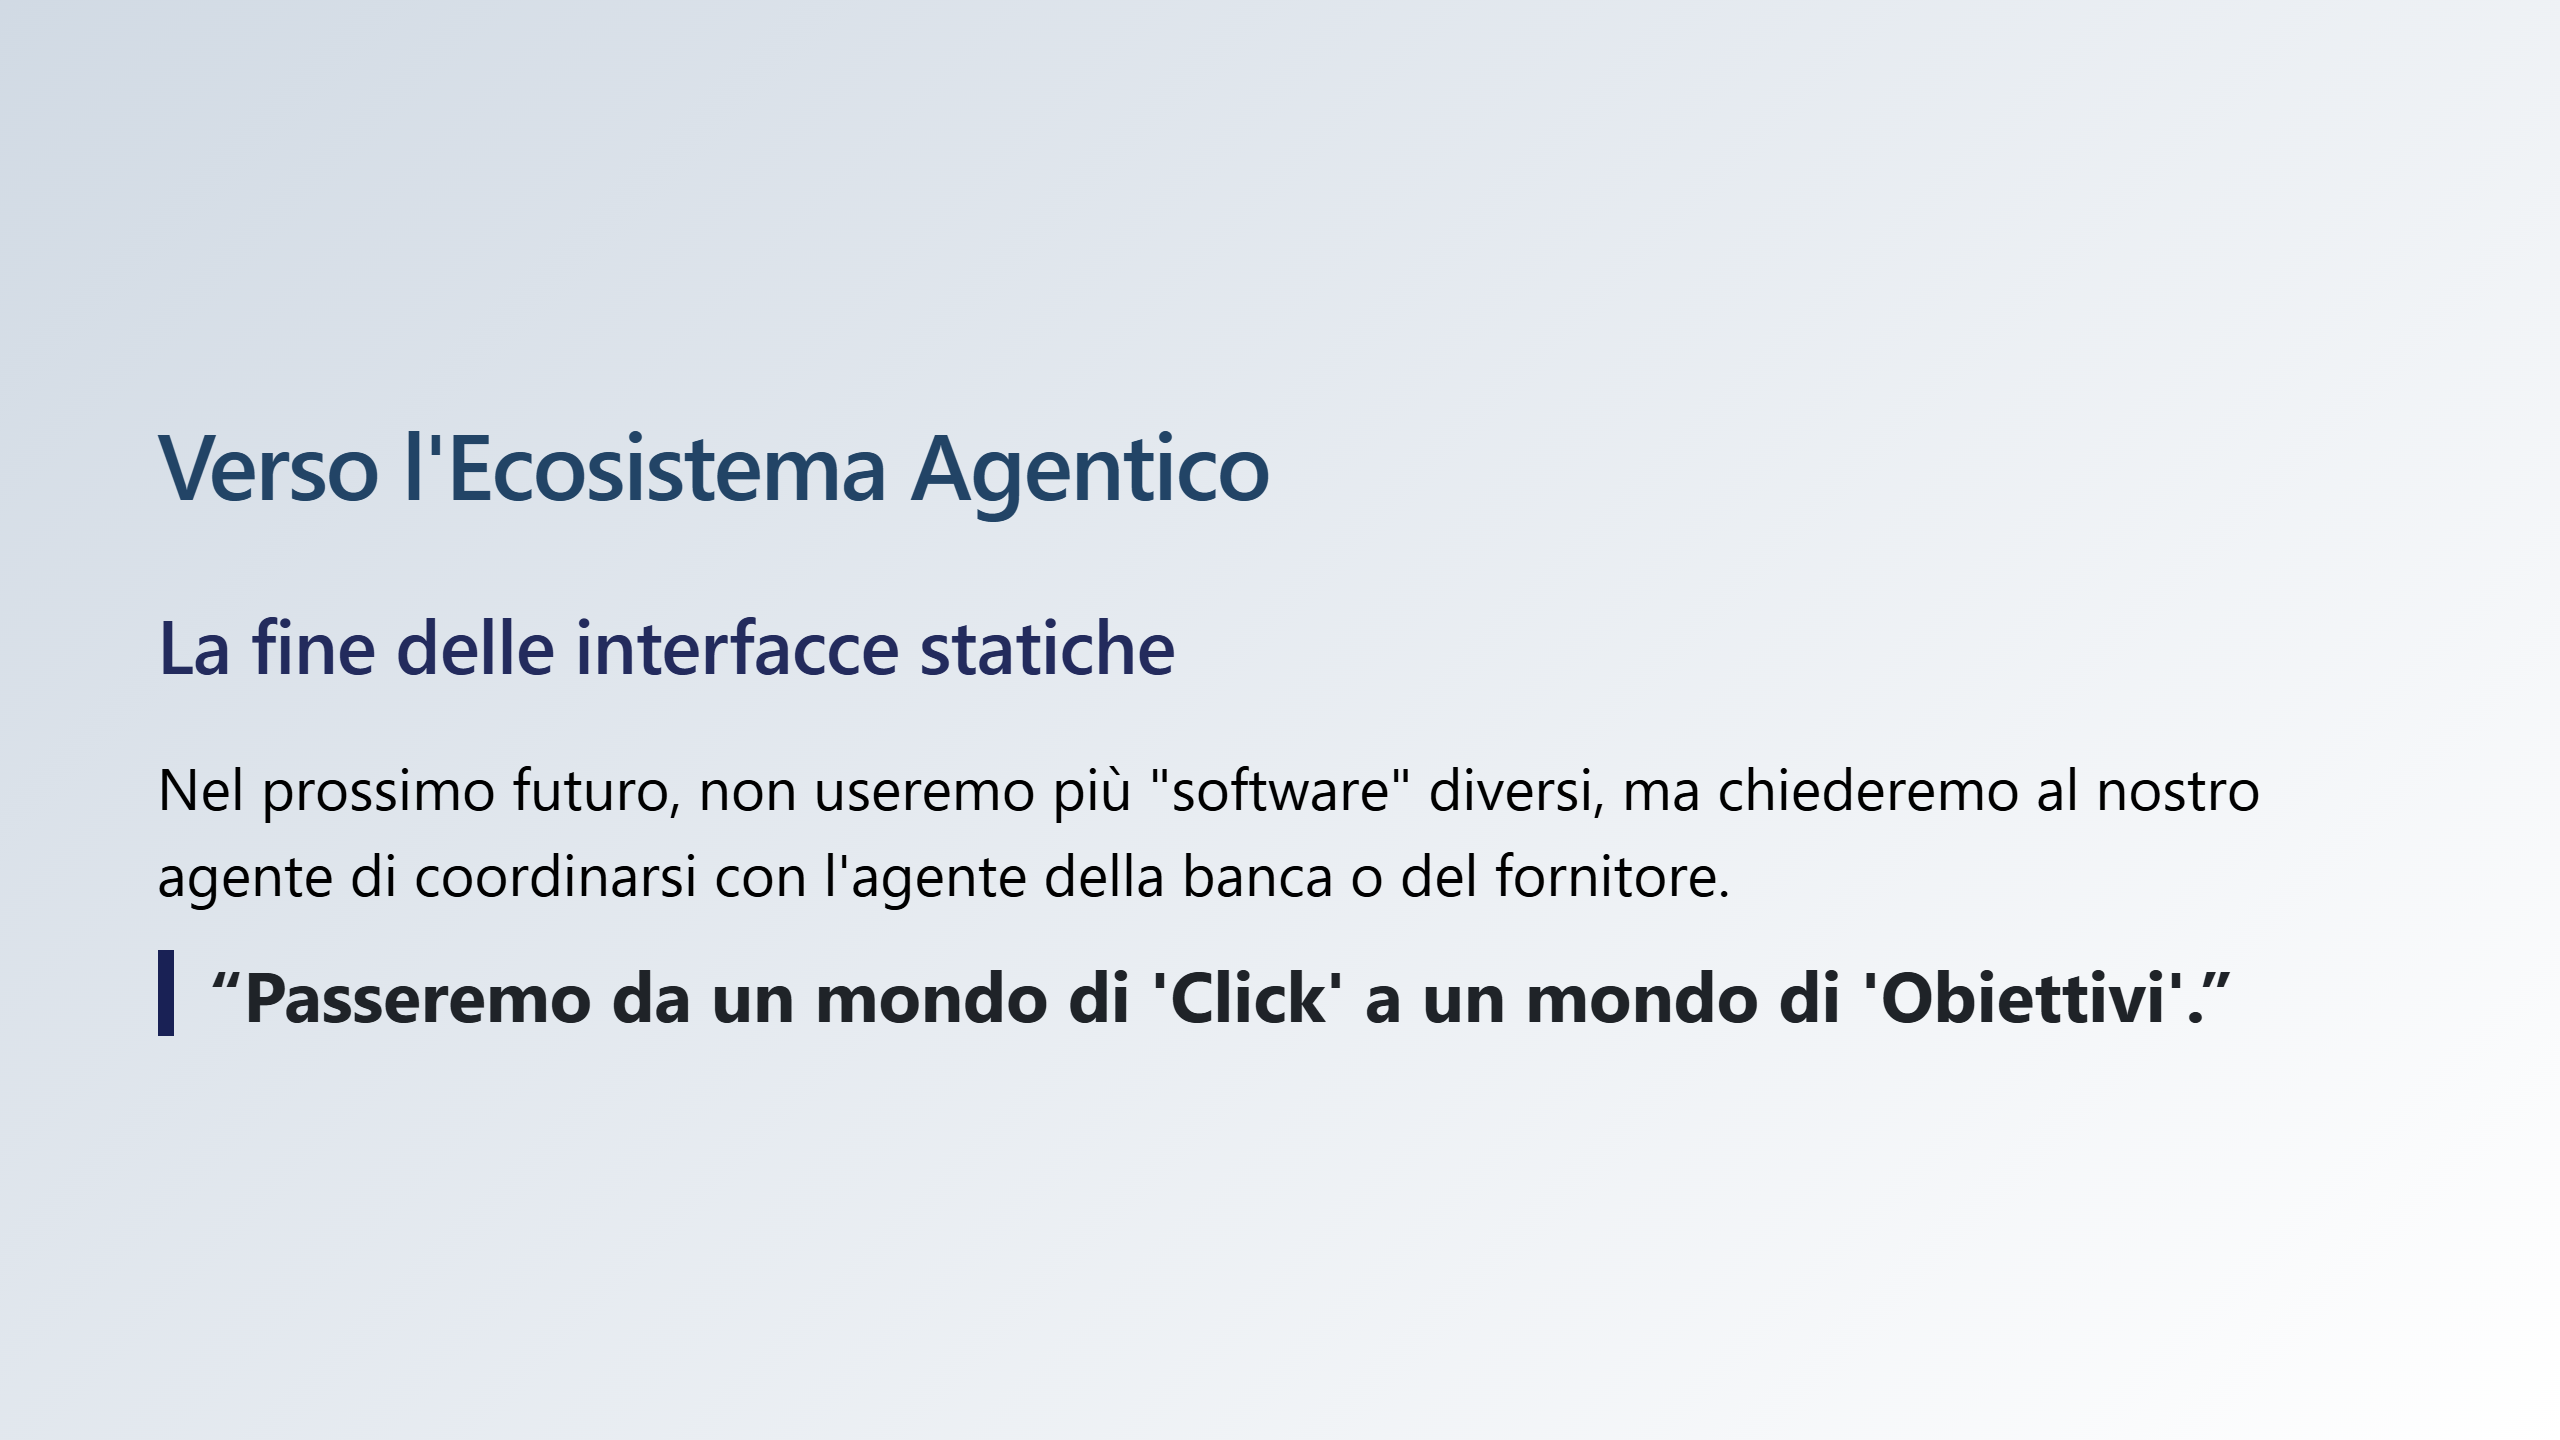 Verso l'Ecosistema Agentico
La fine delle interfacce statiche
Nel prossimo futuro, non useremo più "software" diversi, ma chiederemo al nostro
agente di coordinarsi con l'agente della banca o del fornitore.
“Passeremo da un mondo di 'Click' a un mondo di 'Obiettivi'.”